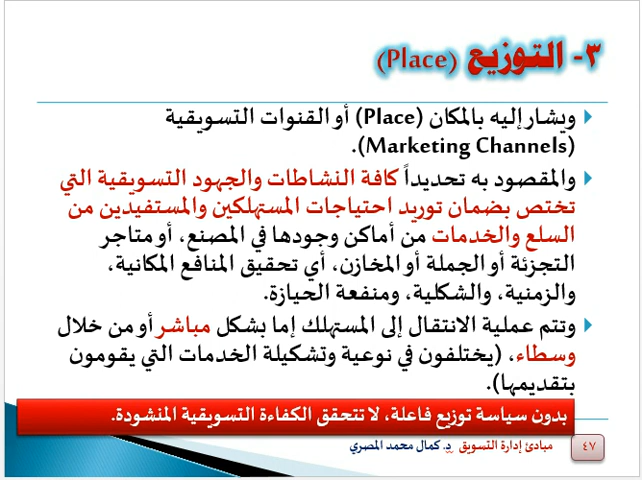 ٣- التوزيع (Place)
ويشار إليه بالمكان (Place) أو القنوات التسويقية
(Marketing Channels).
والمقصود به تحديداً كافة النشاطات والجهود التسويقية التي
تختص بضمان توريد احتياجات المستهلكين والمستفيدين من
السلع والخدمات من أماكن وجودها في المصنع، أو متاجر
التجزئة أو الجملة أو المخازن، أي تحقيق المنافع المكانية،
والزمنية، والشكلية، ومنفعة الحيازة.
وتتم عملية الانتقال إلى المستهلك إما بشكل مباشر أو من خلال
وسطاء، (يختلفون في نوعية وتشكيلة الخدمات التي يقومون
بتقديمها).
بدون سياسة توزيع فاعلة، لا تتحقق الكفاءة التسويقية المنشودة.
مبادئ إدارة التسويق د. كمال محمد المصري
٤٧